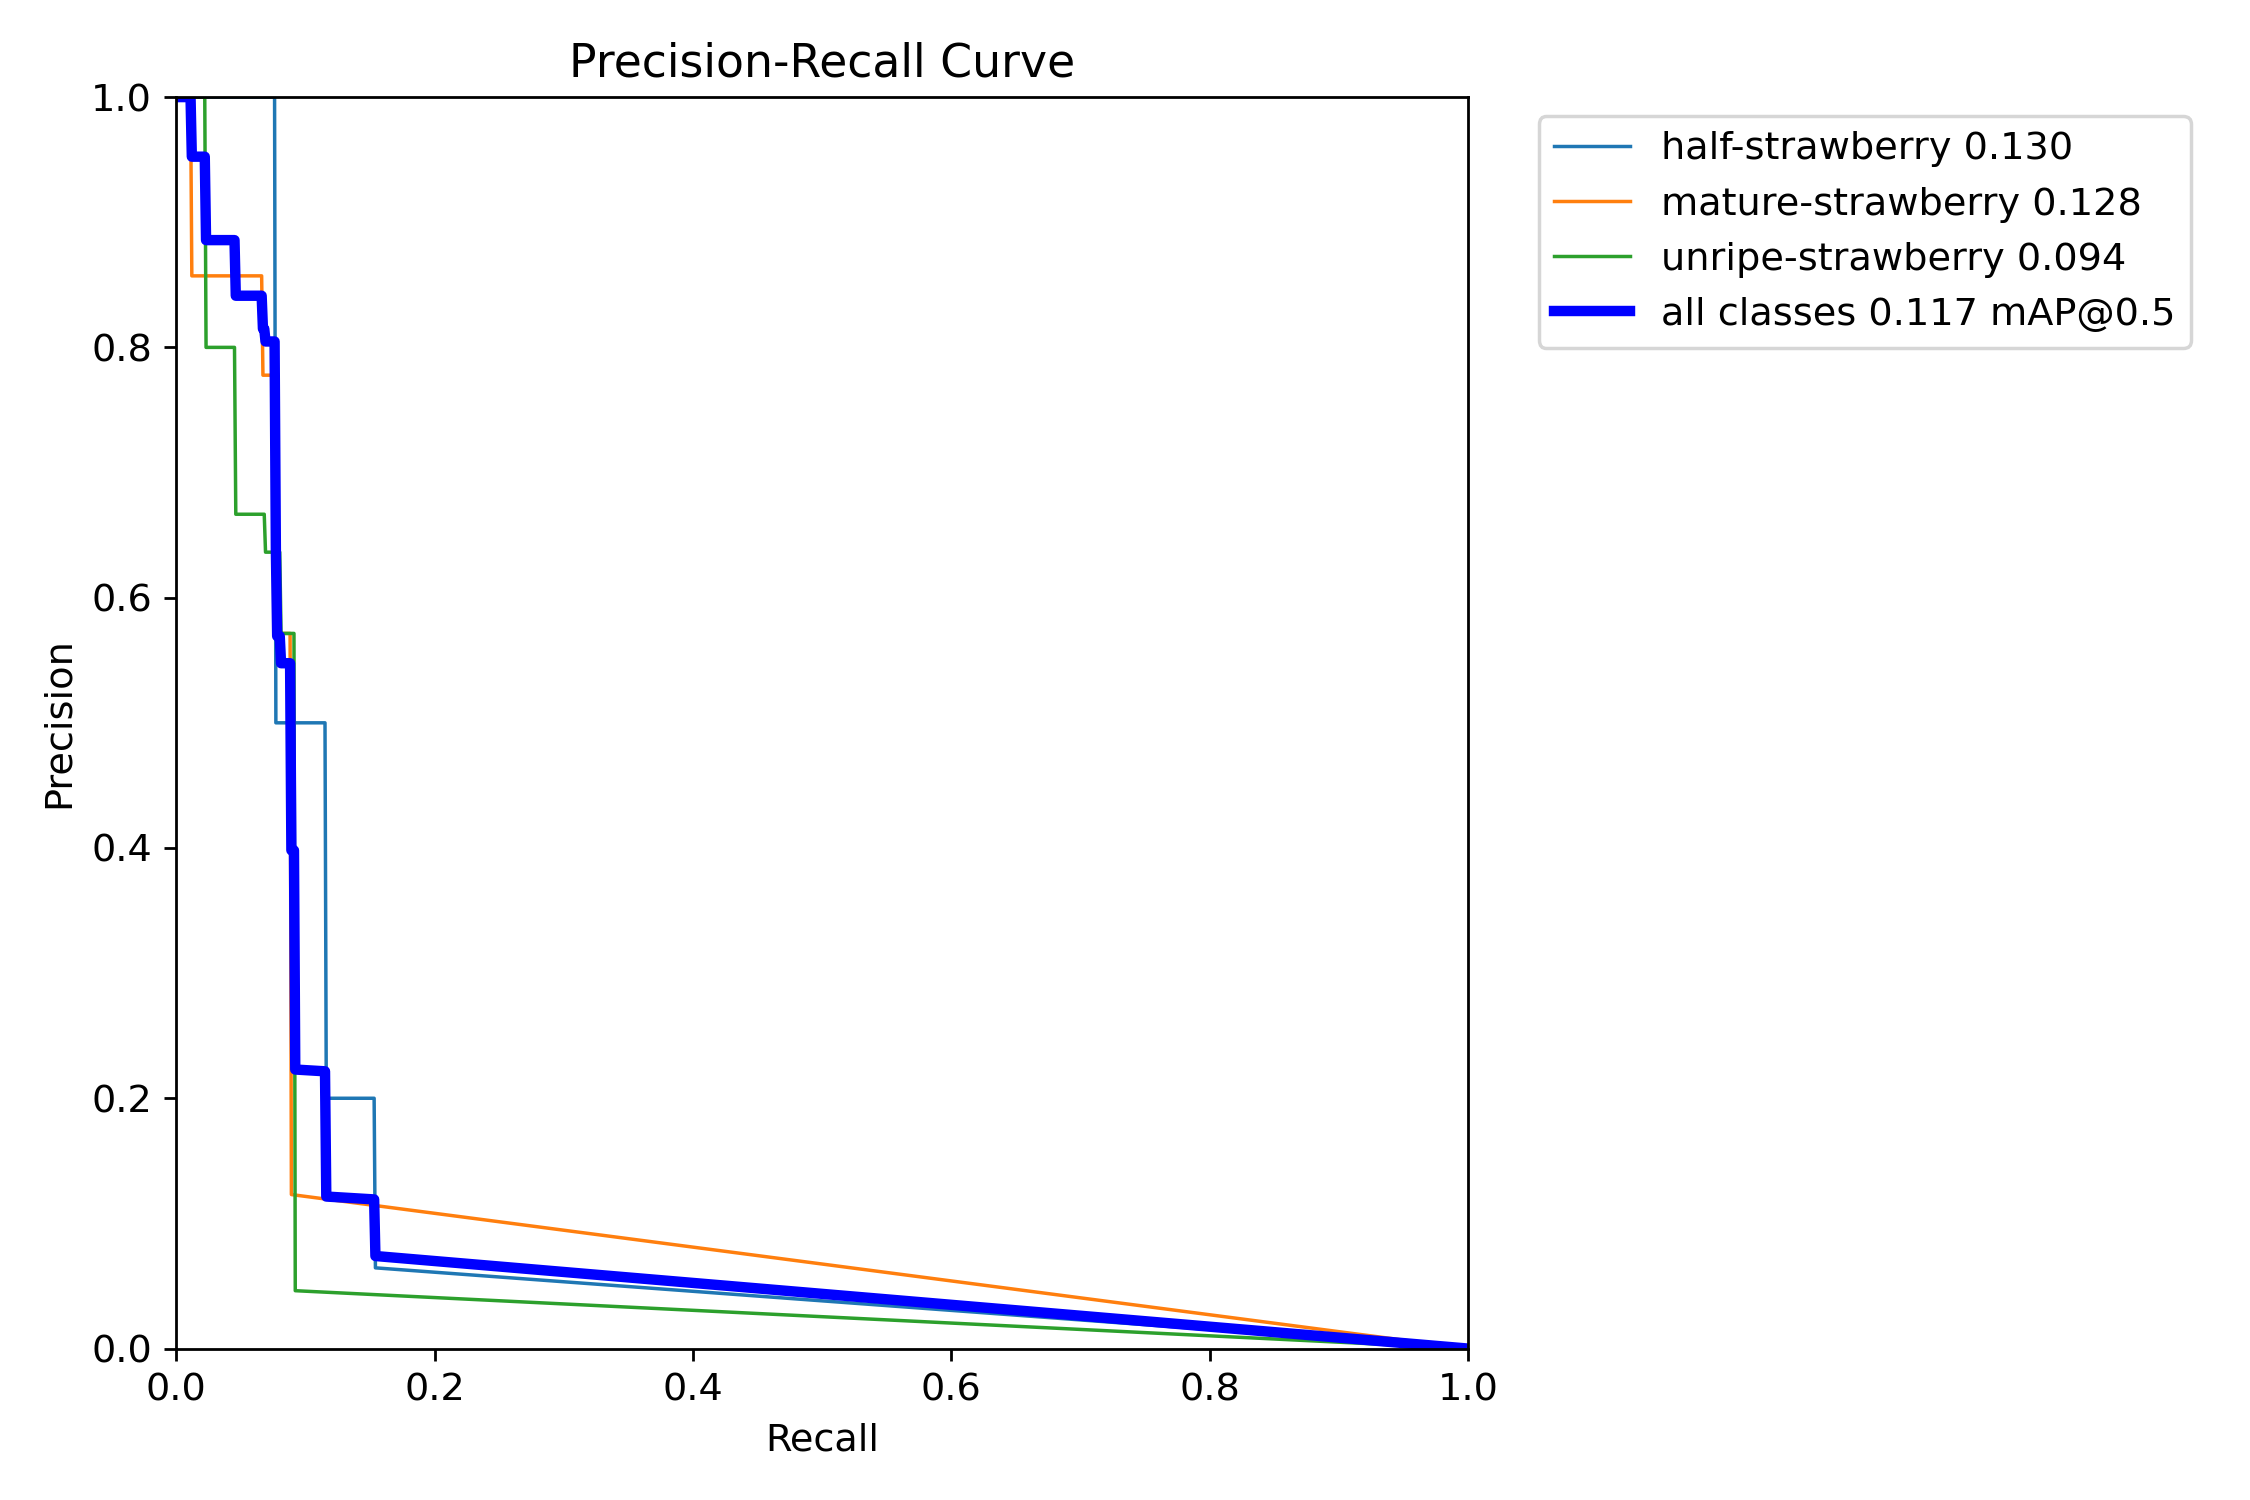 Precision-Recall Curve
1.0
0.8
0.6
0.4
0.2
0.0
Precision
0.0 0.2 0.4 0.6 0.8 1.0
Recall
half-strawberry 0.130
mature-strawberry 0.128
unripe-strawberry 0.094
all classes 0.117 mAP@0.5